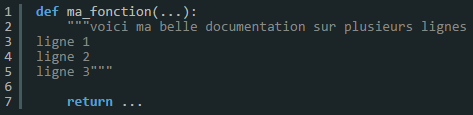 1 def ma_fonction(...):
2     """voici ma belle documentation sur plusieurs lignes
3 ligne 1
4 ligne 2
5 ligne 3"""
6
7     return ...